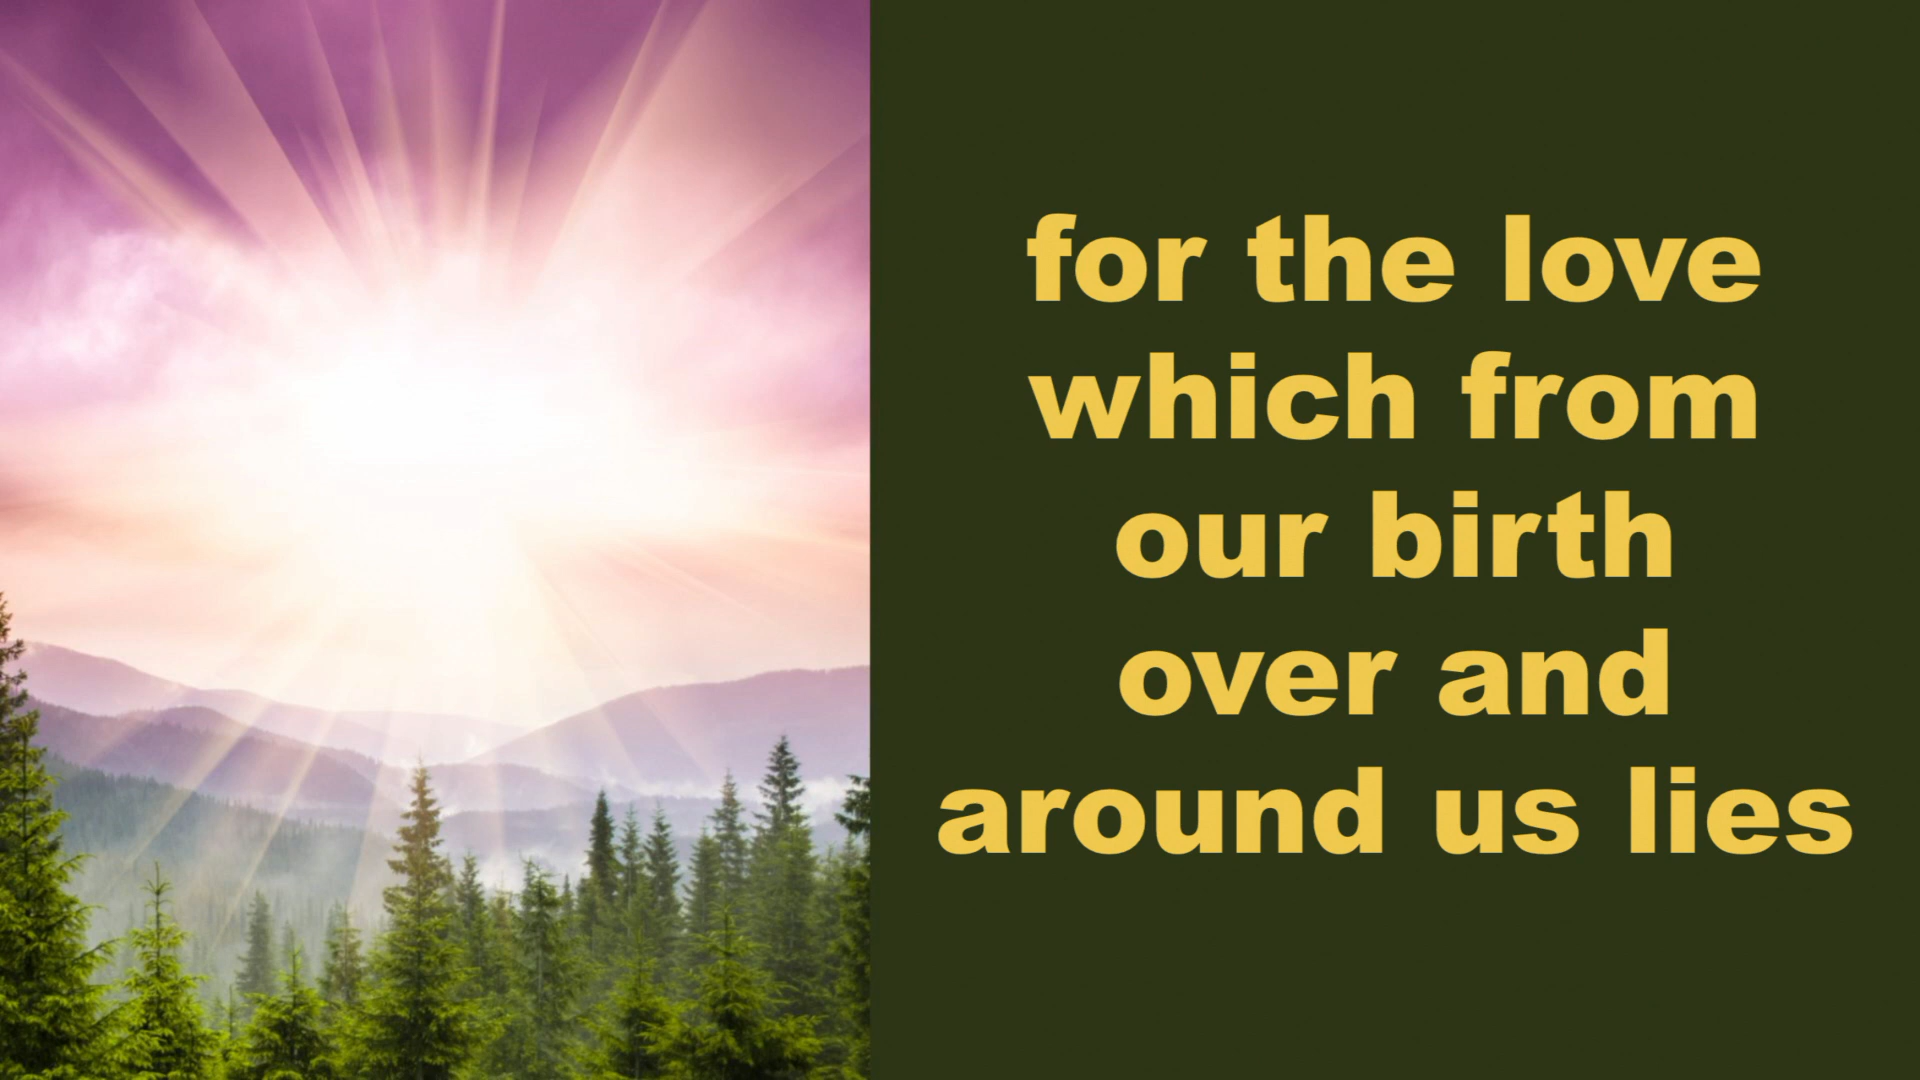 for the love
which from
our birth
over and
around us lies